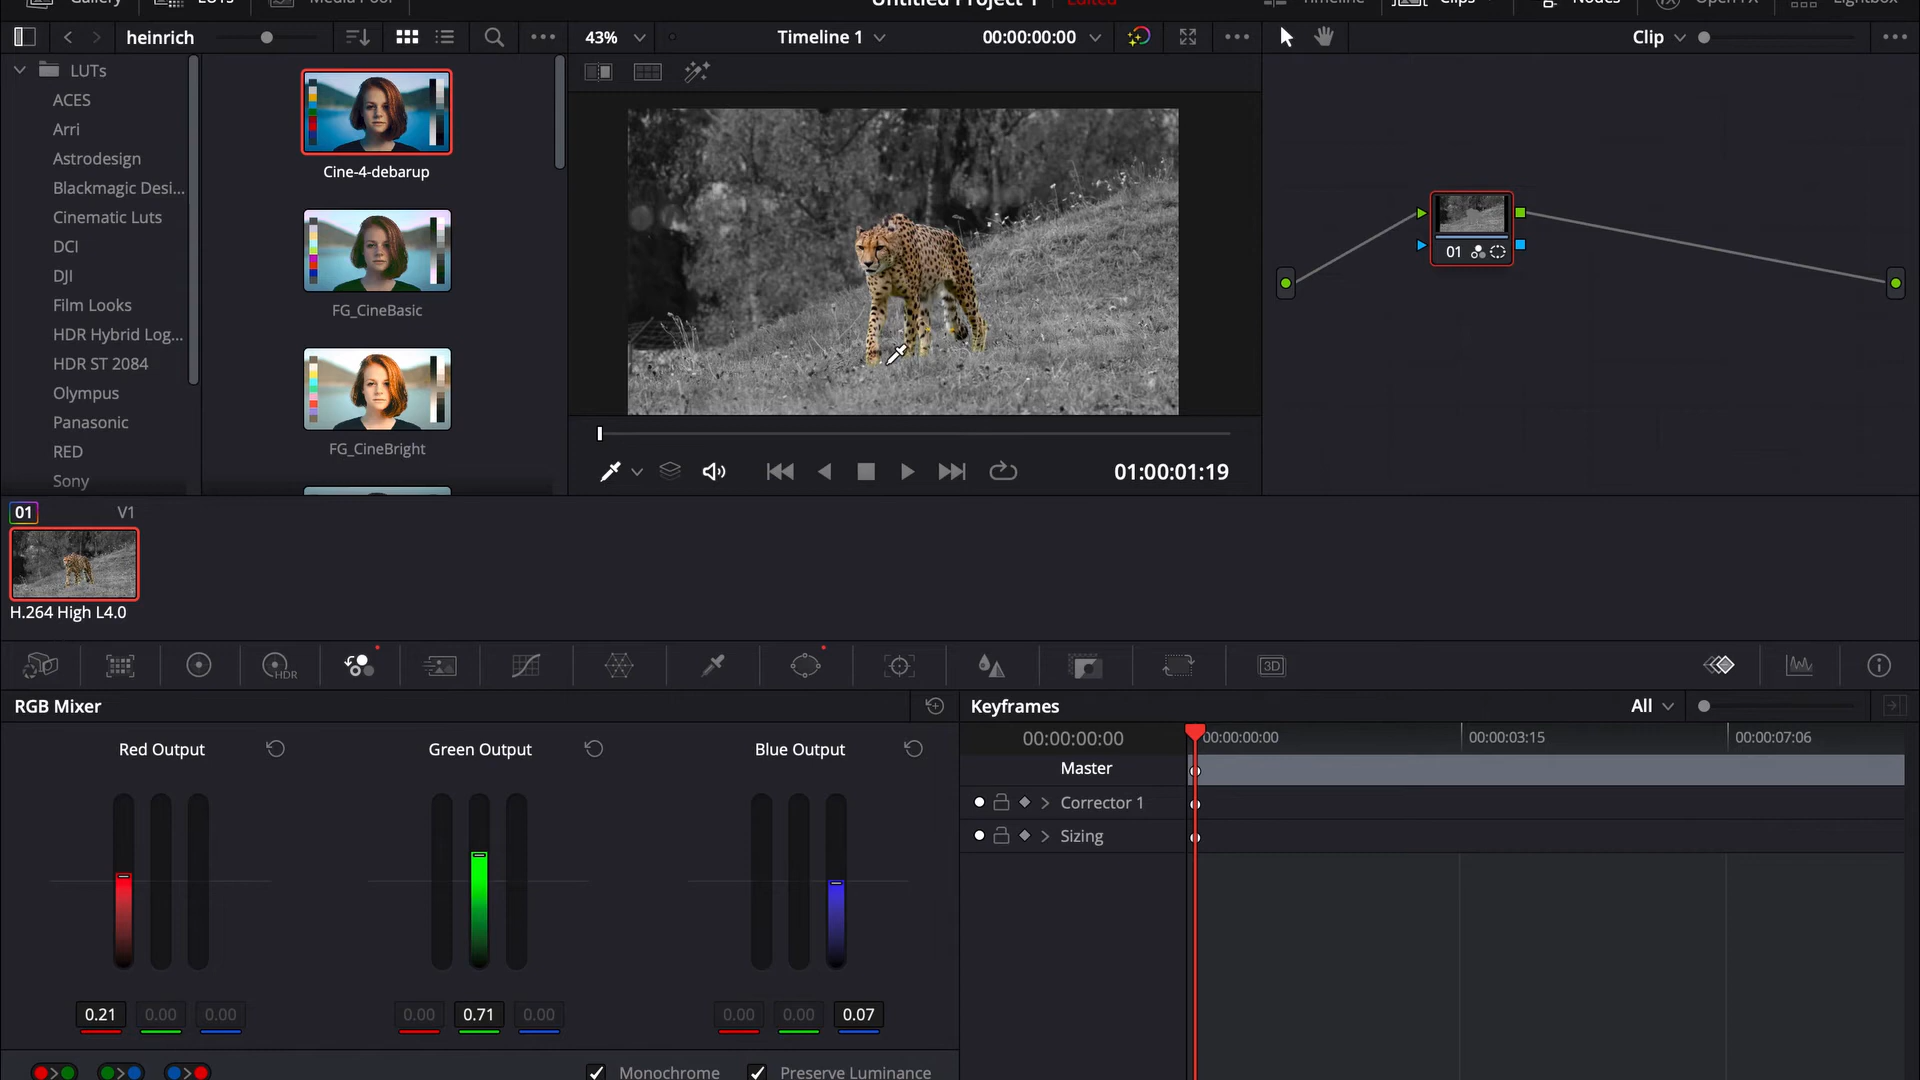 Gallery LUTs Media Pool Untitled Project 1 Edited Timeline Clips Nodes Open FX Lightbox
heinrich 43% Timeline 1 00:00:00:00 Clip
LUTs
ACES
Arri
Astrodesign
Blackmagic Desi...
Cinematic Luts
DCI
DJI
Film Looks
HDR Hybrid Log...
HDR ST 2084
Olympus
Panasonic
RED
Sony
Cine-4-debarup
FG_CineBasic
FG_CineBright
01
01:00:01:19
01 V1
H.264 High L4.0
HDR
3D
RGB Mixer
Red Output Green Output Blue Output
0.21 0.00 0.00 0.00 0.71 0.00 0.00 0.00 0.07
Monochrome Preserve Luminance
Keyframes All
00:00:00:00 00:00:00:00 00:00:03:15 00:00:07:06
Master
Corrector 1
Sizing